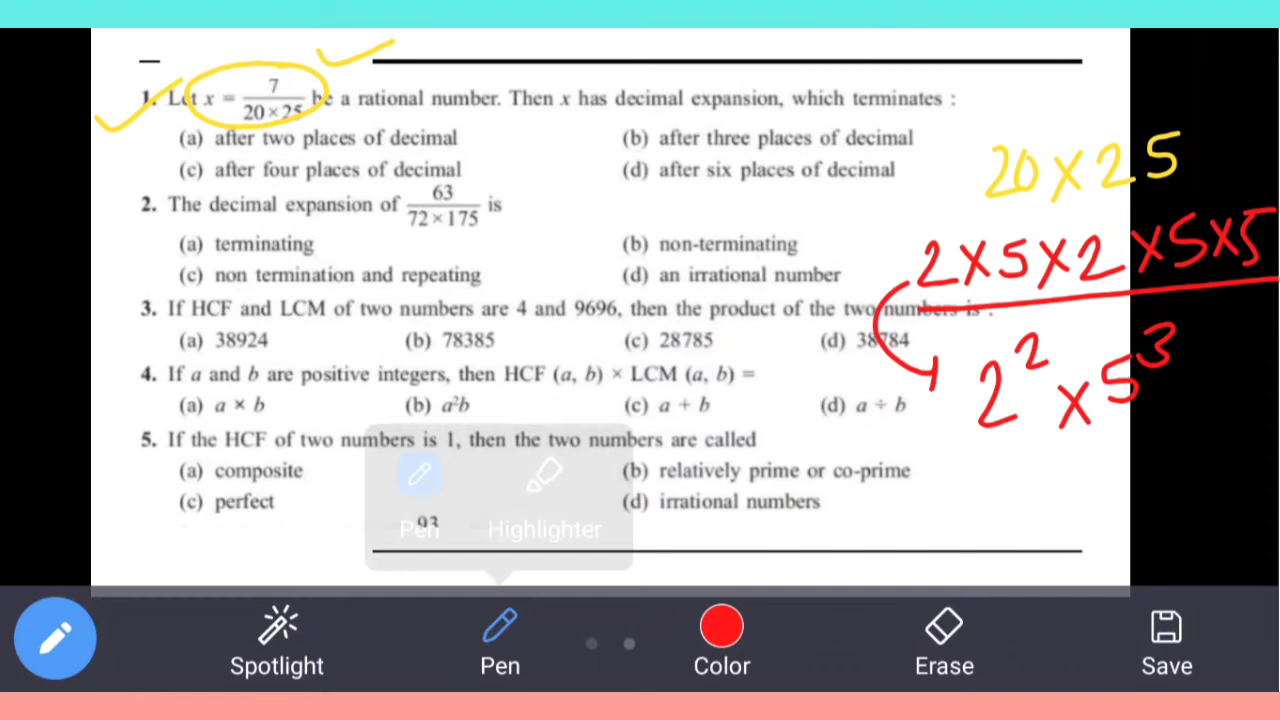 1. Let x = 7/(20×25) be a rational number. Then x has decimal expansion, which terminates :
(a) after two places of decimal (b) after three places of decimal
(c) after four places of decimal (d) after six places of decimal
2. The decimal expansion of 63/(72×175) is
(a) terminating (b) non-terminating
(c) non termination and repeating (d) an irrational number
3. If HCF and LCM of two numbers are 4 and 9696, then the product of the two numbers is :
(a) 38924 (b) 78385 (c) 28785 (d) 38784
4. If a and b are positive integers, then HCF (a, b) × LCM (a, b) =
(a) a × b (b) a²b (c) a + b (d) a ÷ b
5. If the HCF of two numbers is 1, then the two numbers are called
(a) composite (b) relatively prime or co-prime
(c) perfect (d) irrational numbers
93
20×25
2×5×2×5×5
2²×5³
Pen Highlighter
Spotlight Pen Color Erase Save